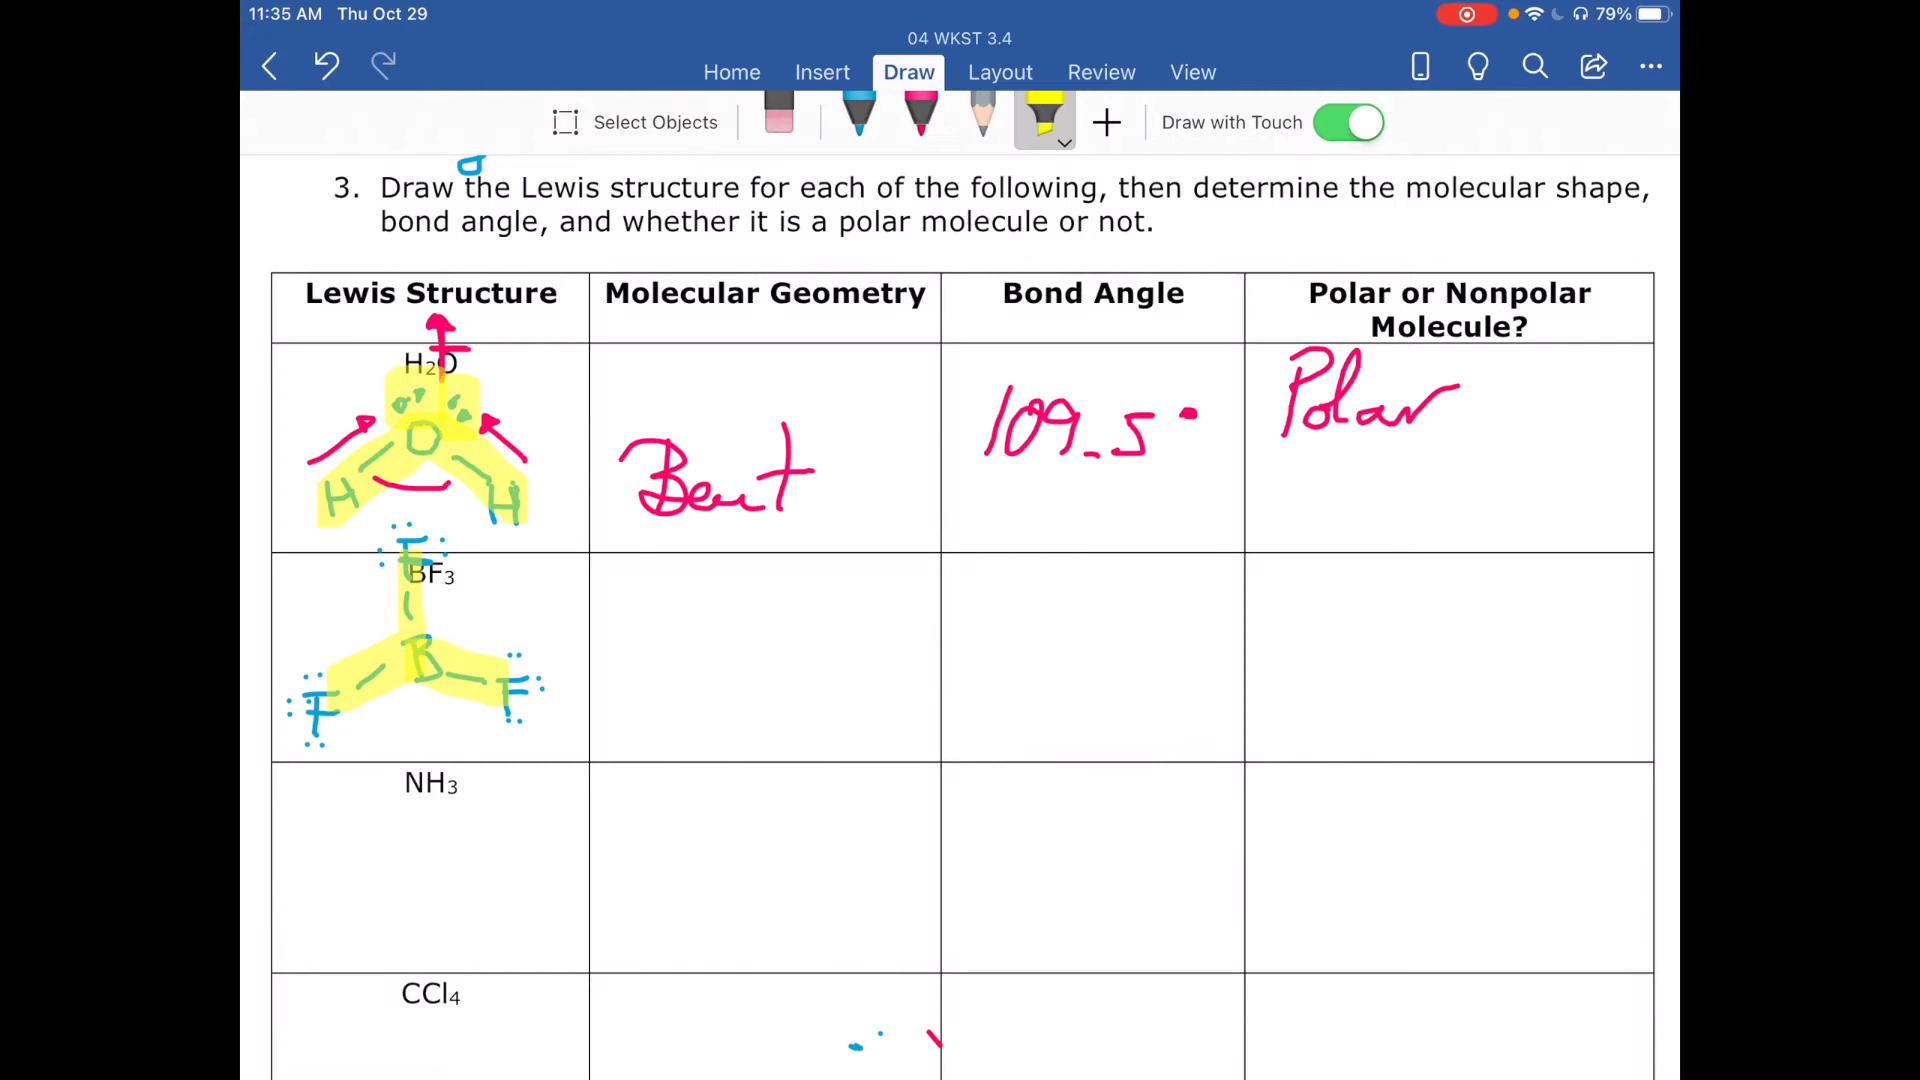 11:35 AM Thu Oct 29
79%
04 WKST 3.4
Home Insert Draw Layout Review View
Select Objects
Draw with Touch
3. Draw the Lewis structure for each of the following, then determine the molecular shape,
bond angle, and whether it is a polar molecule or not.
Lewis Structure Molecular Geometry Bond Angle Polar or Nonpolar
Molecule?
H₂O
O
H H
Bent
109.5°
Polar
BF₃
F
B
F F
NH₃
CCl₄